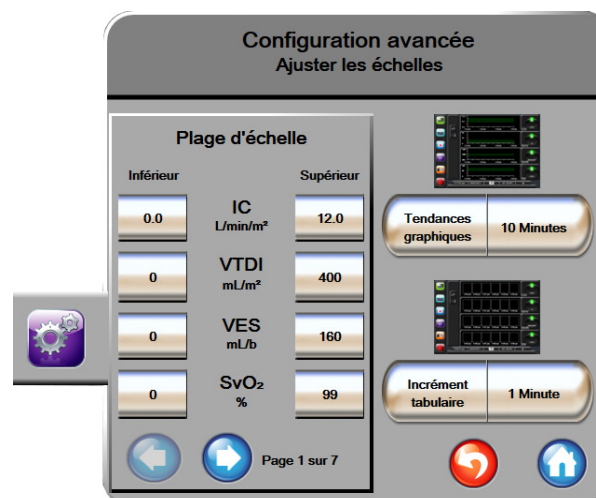 Configuration avancée
Ajuster les échelles
Plage d'échelle
Inférieur
Supérieur
0.0
IC
L/min/m²
12.0
0
VTDI
mL/m²
400
0
VES
mL/b
160
0
SvO₂
%
99
Page 1 sur 7
Tendances
graphiques
10 Minutes
Incrément
tabulaire
1 Minute